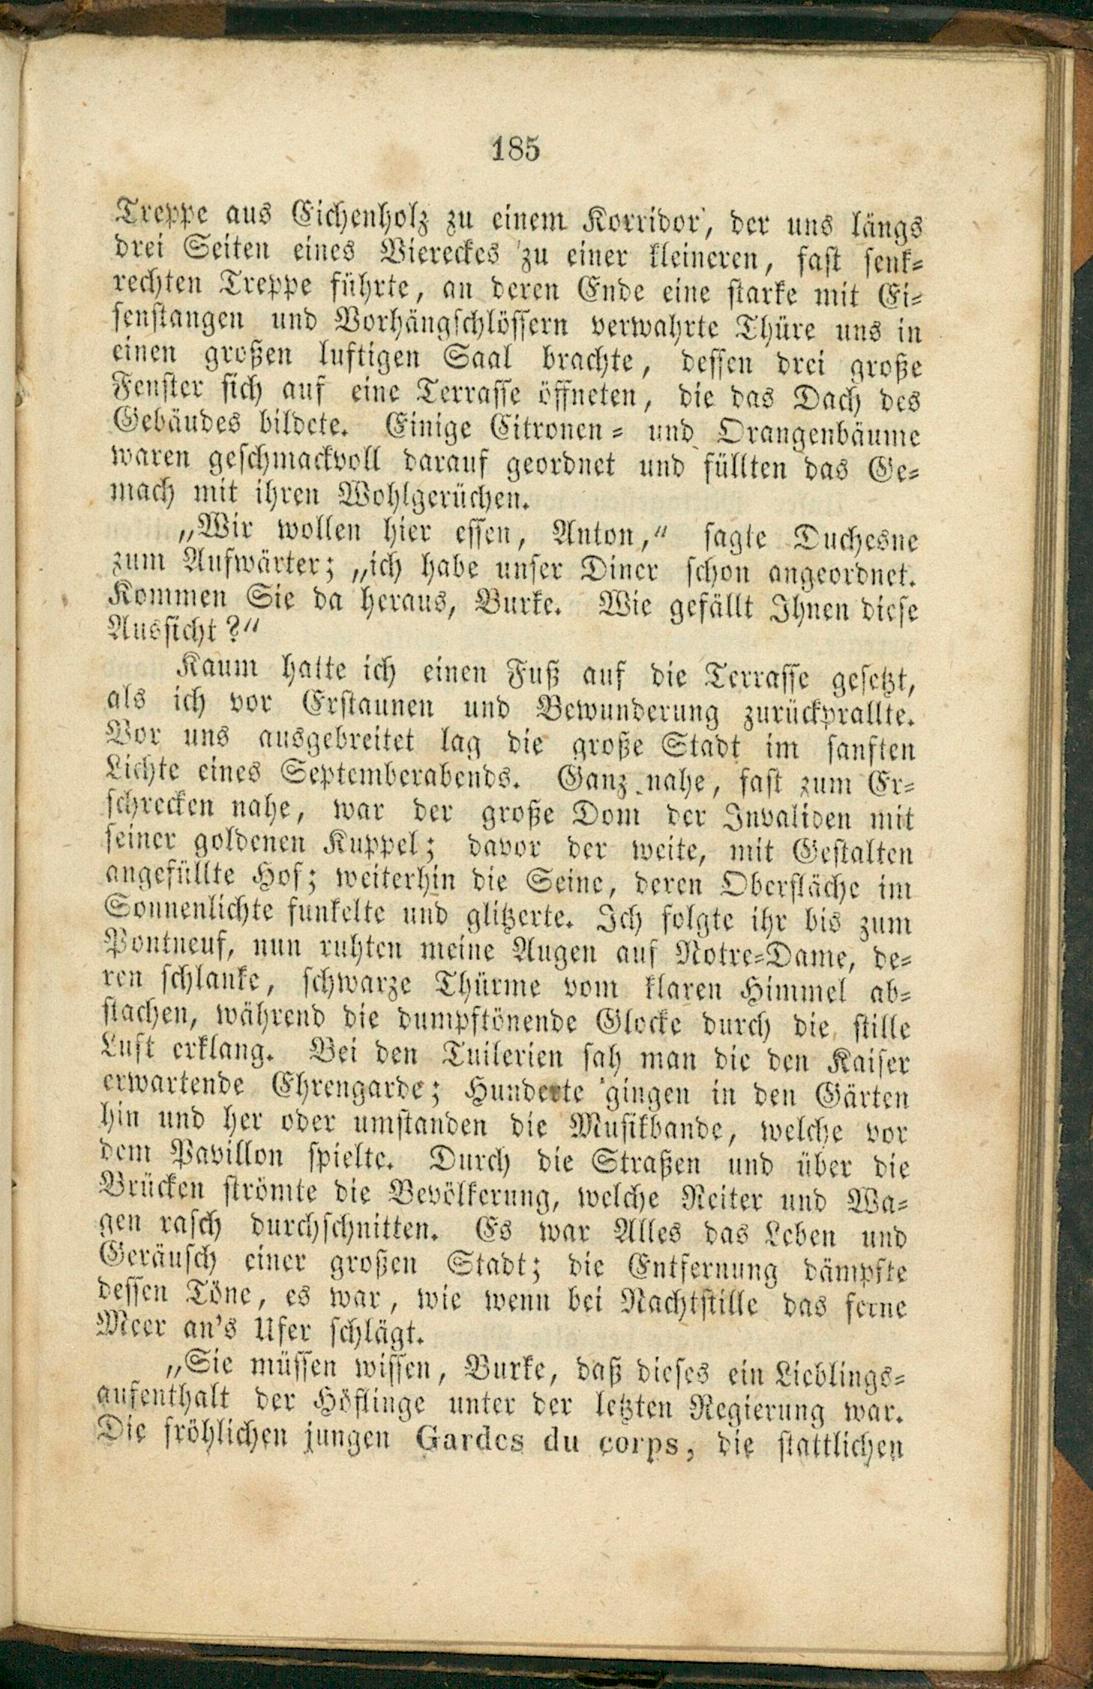 185
Treppe aus Eichenholz zu einem Korridor, der uns längs
drei Seiten eines Viereckes zu einer kleineren, fast senk-
rechten Treppe führte, an deren Ende eine starke mit Ei-
senstangen und Vorhängschlössern verwahrte Thüre uns in
einen großen luftigen Saal brachte, dessen drei große
Fenster sich auf eine Terrasse öffneten, die das Dach des
Gebäudes bildete. Einige Citronen- und Orangenbäume
waren geschmackvoll darauf geordnet und füllten das Ge-
mach mit ihren Wohlgerüchen.
„Wir wollen hier essen, Anton,“ sagte Duchesne
zum Aufwärter; „ich habe unser Diner schon angeordnet.
Kommen Sie da heraus, Burke. Wie gefällt Ihnen diese
Aussicht?“
Kaum hatte ich einen Fuß auf die Terrasse gesetzt,
als ich vor Erstaunen und Bewunderung zurückprallte.
Vor uns ausgebreitet lag die große Stadt im sanften
Lichte eines Septemberabends. Ganz nahe, fast zum Er-
schrecken nahe, war der große Dom der Invaliden mit
seiner goldenen Kuppel; davor der weite, mit Gestalten
angefüllte Hof; weiterhin die Seine, deren Oberfläche im
Sonnenlichte funkelte und glitzerte. Ich folgte ihr bis zum
Pontneuf, nun ruhten meine Augen auf Notre-Dame, de-
ren schlanke, schwarze Thürme vom klaren Himmel ab-
stachen, während die dumpftönende Glocke durch die stille
Luft erklang. Bei den Tuilerien sah man die den Kaiser
erwartende Ehrengarde; Hunderte gingen in den Gärten
hin und her oder umstanden die Musikbande, welche vor
dem Pavillon spielte. Durch die Straßen und über die
Brücken strömte die Bevölkerung, welche Reiter und Wa-
gen rasch durchschnitten. Es war Alles das Leben und
Geräusch einer großen Stadt; die Entfernung dämpfte
dessen Töne, es war, wie wenn bei Nachtstille das ferne
Meer an's Ufer schlägt.
„Sie müssen wissen, Burke, daß dieses ein Lieblings-
aufenthalt der Höflinge unter der letzten Regierung war.
Die fröhlichen jungen Gardes du corps, die stattlichen